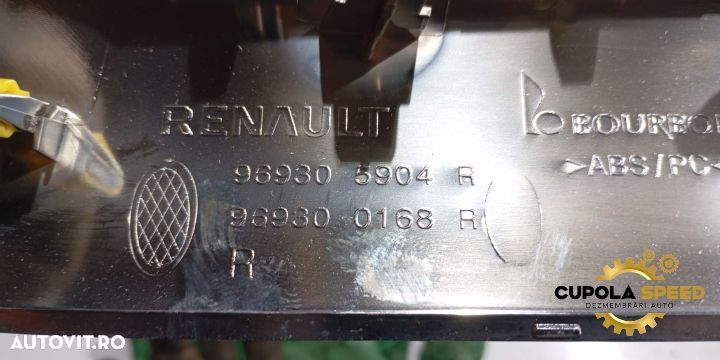 RENAULT
BOURBO
96930 5904 R
>ABS/PC<
96930 0168 R
R
CUPOLA SPEED
DEZMEMBRĂRI AUTO
AUTOVIT.RO